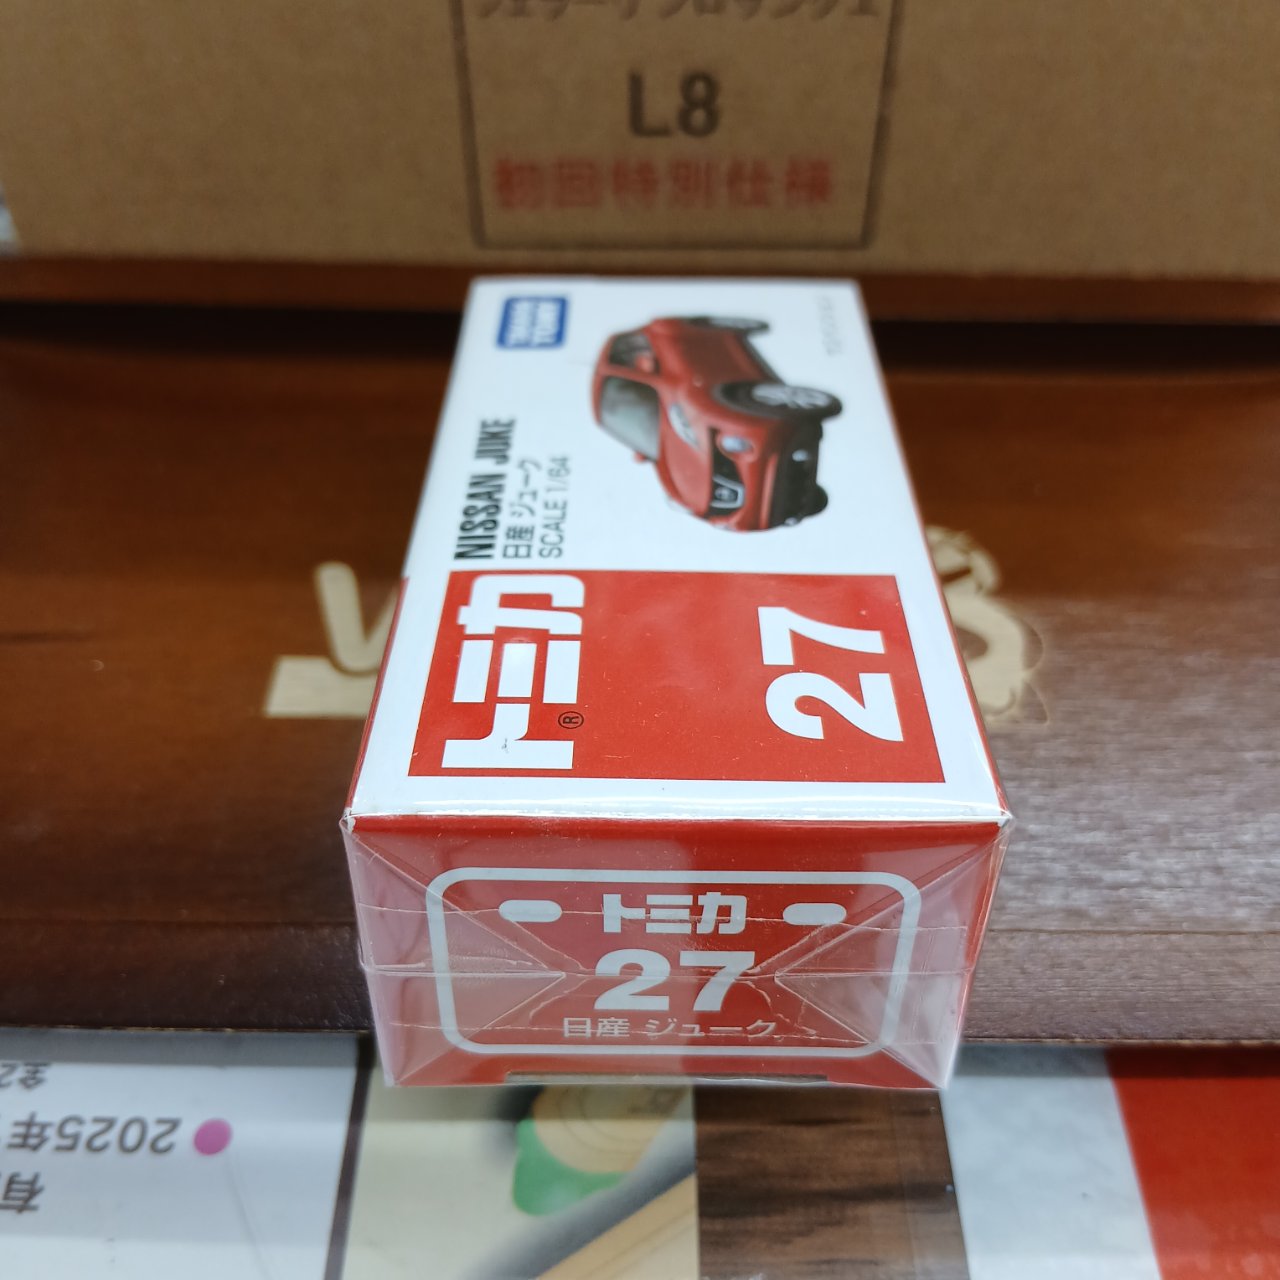 L8
初回特別仕様
TAKARA TOMY
NISSAN JUKE
日産 ジューク
SCALE 1/64
トミカ®
27
トミカ
27
日産 ジューク
2025年
有